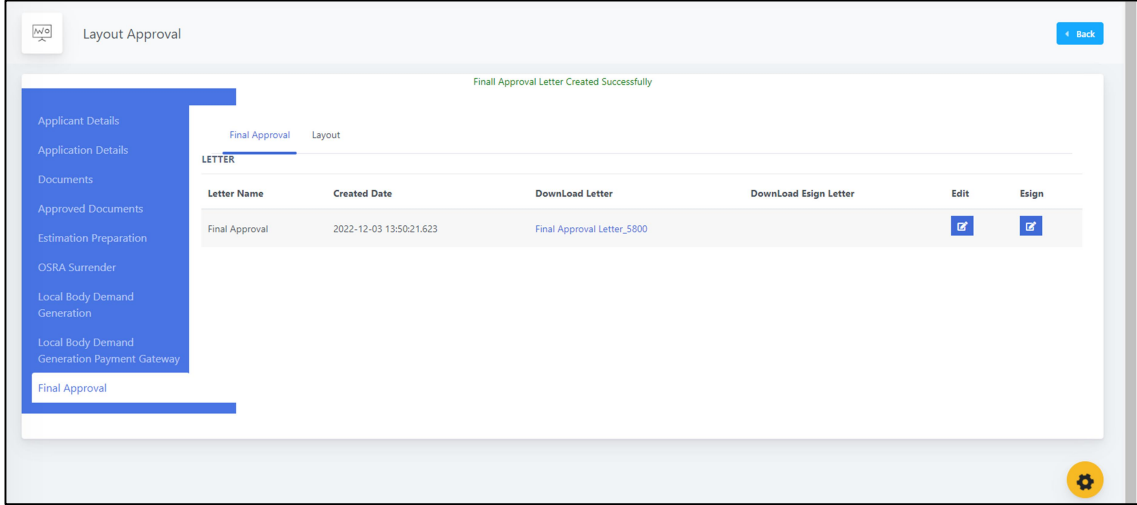 Layout Approval
Back
Finall Approval Letter Created Successfully
Applicant Details
Application Details
Documents
Approved Documents
Estimation Preparation
OSRA Surrender
Local Body Demand
Generation
Local Body Demand
Generation Payment Gateway
Final Approval
Final Approval Layout
LETTER
Letter Name Created Date DownLoad Letter DownLoad Esign Letter Edit Esign
Final Approval 2022-12-03 13:50:21.623 Final Approval Letter_5800